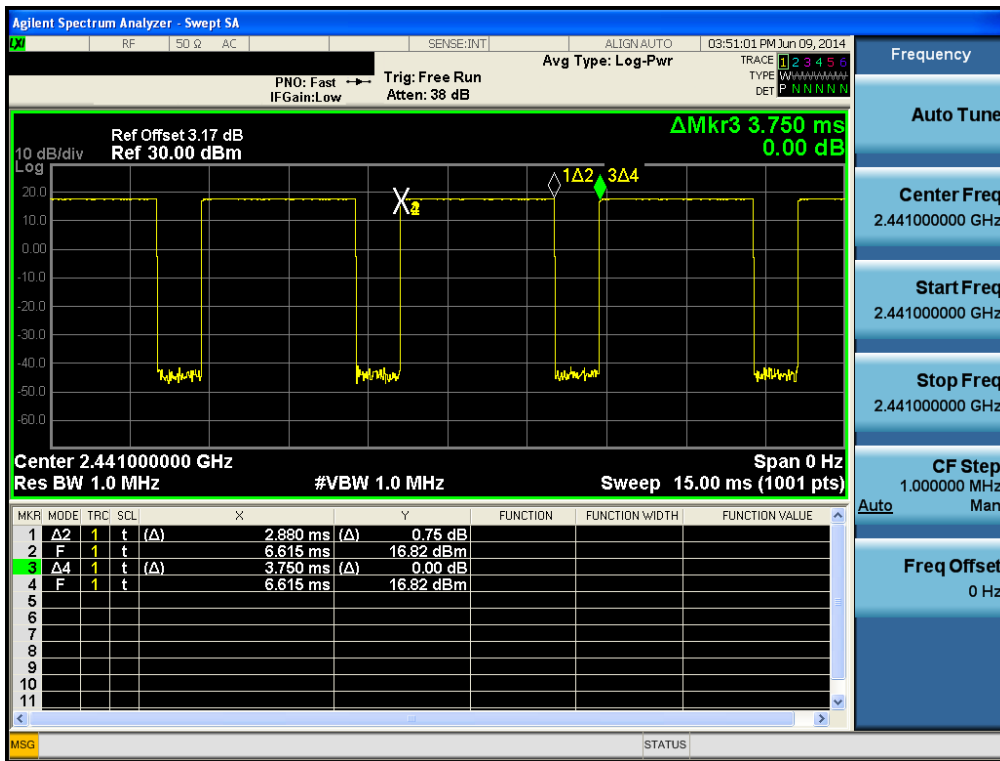 Agilent Spectrum Analyzer - Swept SA
LXI RF 50 Ω AC SENSE:INT ALIGN AUTO 03:51:01 PM Jun 09, 2014
PNO: Fast Trig: Free Run Avg Type: Log-Pwr TRACE 1 2 3 4 5 6
IFGain:Low Atten: 38 dB TYPE W
DET P N N N N N
ΔMkr3 3.750 ms
0.00 dB
Ref Offset 3.17 dB
10 dB/div Ref 30.00 dBm
Log
1Δ2 3Δ4
20.0
10.0
0.00
-10.0
-20.0
-30.0
-40.0
-50.0
-60.0
Center 2.441000000 GHz Span 0 Hz
Res BW 1.0 MHz #VBW 1.0 MHz Sweep 15.00 ms (1001 pts)
MKR MODE TRC SCL X Y FUNCTION FUNCTION WIDTH FUNCTION VALUE
1 Δ2 1 t (Δ) 2.880 ms (Δ) 0.75 dB
2 F 1 t 6.615 ms 16.82 dBm
3 Δ4 1 t (Δ) 3.750 ms (Δ) 0.00 dB
4 F 1 t 6.615 ms 16.82 dBm
5
6
7
8
9
10
11
MSG STATUS
Frequency
Auto Tune
Center Freq
2.441000000 GHz
Start Freq
2.441000000 GHz
Stop Freq
2.441000000 GHz
CF Step
1.000000 MHz
Auto Man
Freq Offset
0 Hz